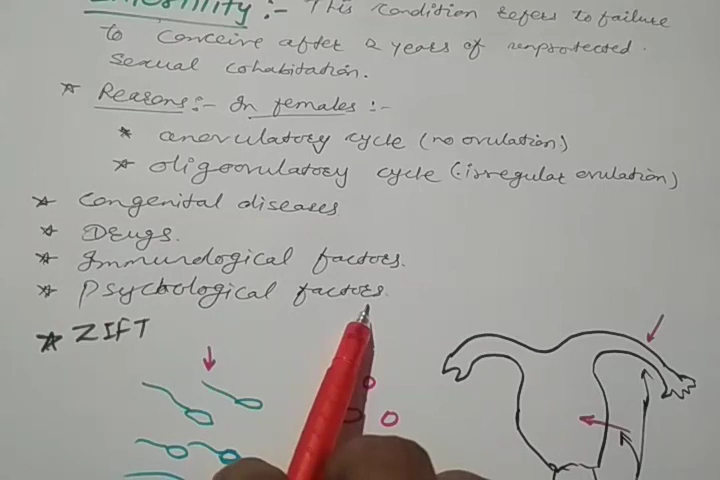 :- This condition refers to failure
to conceive after 2 years of unprotected.
Sexual cohabitation.
* Reasons:- In females :-
* anovulatory cycle (no ovulation)
* oligoovulatory cycle (irregular ovulation)
* Congenital diseases
* Drugs.
* Immunological factors.
* Psychological factors.
* ZIFT